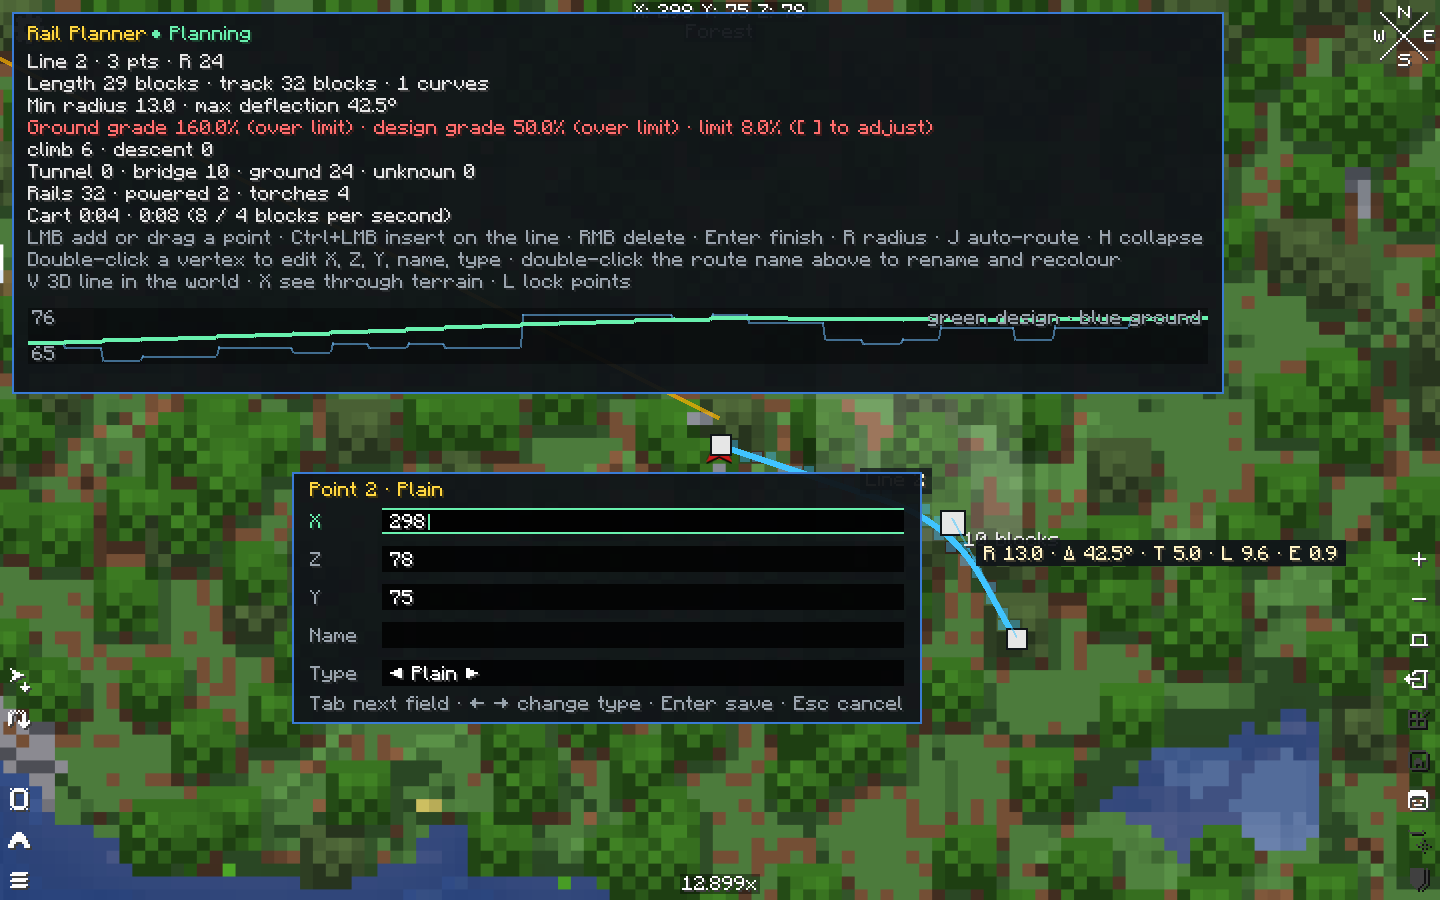 X: 298 Y: 75 Z: 79
Forest
N
W E
S
Rail Planner • Planning
Line 2 · 3 pts · R 24
Length 29 blocks · track 32 blocks · 1 curves
Min radius 13.0 · max deflection 42.5°
Ground grade 160.0% (over limit) · design grade 50.0% (over limit) · limit 8.0% ([ ] to adjust)
climb 6 · descent 0
Tunnel 0 · bridge 10 · ground 24 · unknown 0
Rails 32 · powered 2 · torches 4
Cart 0:04 · 0:08 (8 / 4 blocks per second)
LMB add or drag a point · Ctrl+LMB insert on the line · RMB delete · Enter finish · R radius · J auto-route · H collapse
Double-click a vertex to edit X, Z, Y, name, type · double-click the route name above to rename and recolour
V 3D line in the world · X see through terrain · L lock points
76
green design · blue ground
65
Line
Point 2 · Plain
X 298
Z 78
Y 75
Name
Type ◀ Plain ▶
Tab next field · ← → change type · Enter save · Esc cancel
10 blocks
R 13.0 · Δ 42.5° · T 5.0 · L 9.6 · E 0.9
12.899x